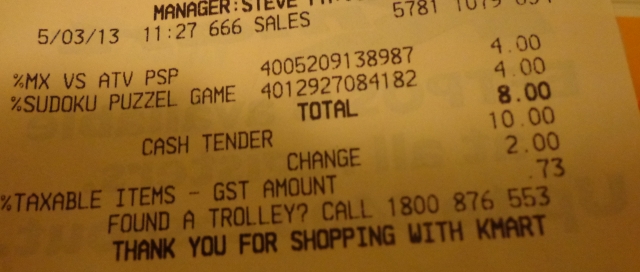 MANAGER:STEVE
5/03/13 11:27 666 SALES 5781 1079
%MX VS ATV PSP 4005209138987 4.00
%SUDOKU PUZZEL GAME 4012927084182 4.00
TOTAL 8.00
CASH TENDER 10.00
CHANGE 2.00
%TAXABLE ITEMS - GST AMOUNT .73
FOUND A TROLLEY? CALL 1800 876 553
THANK YOU FOR SHOPPING WITH KMART